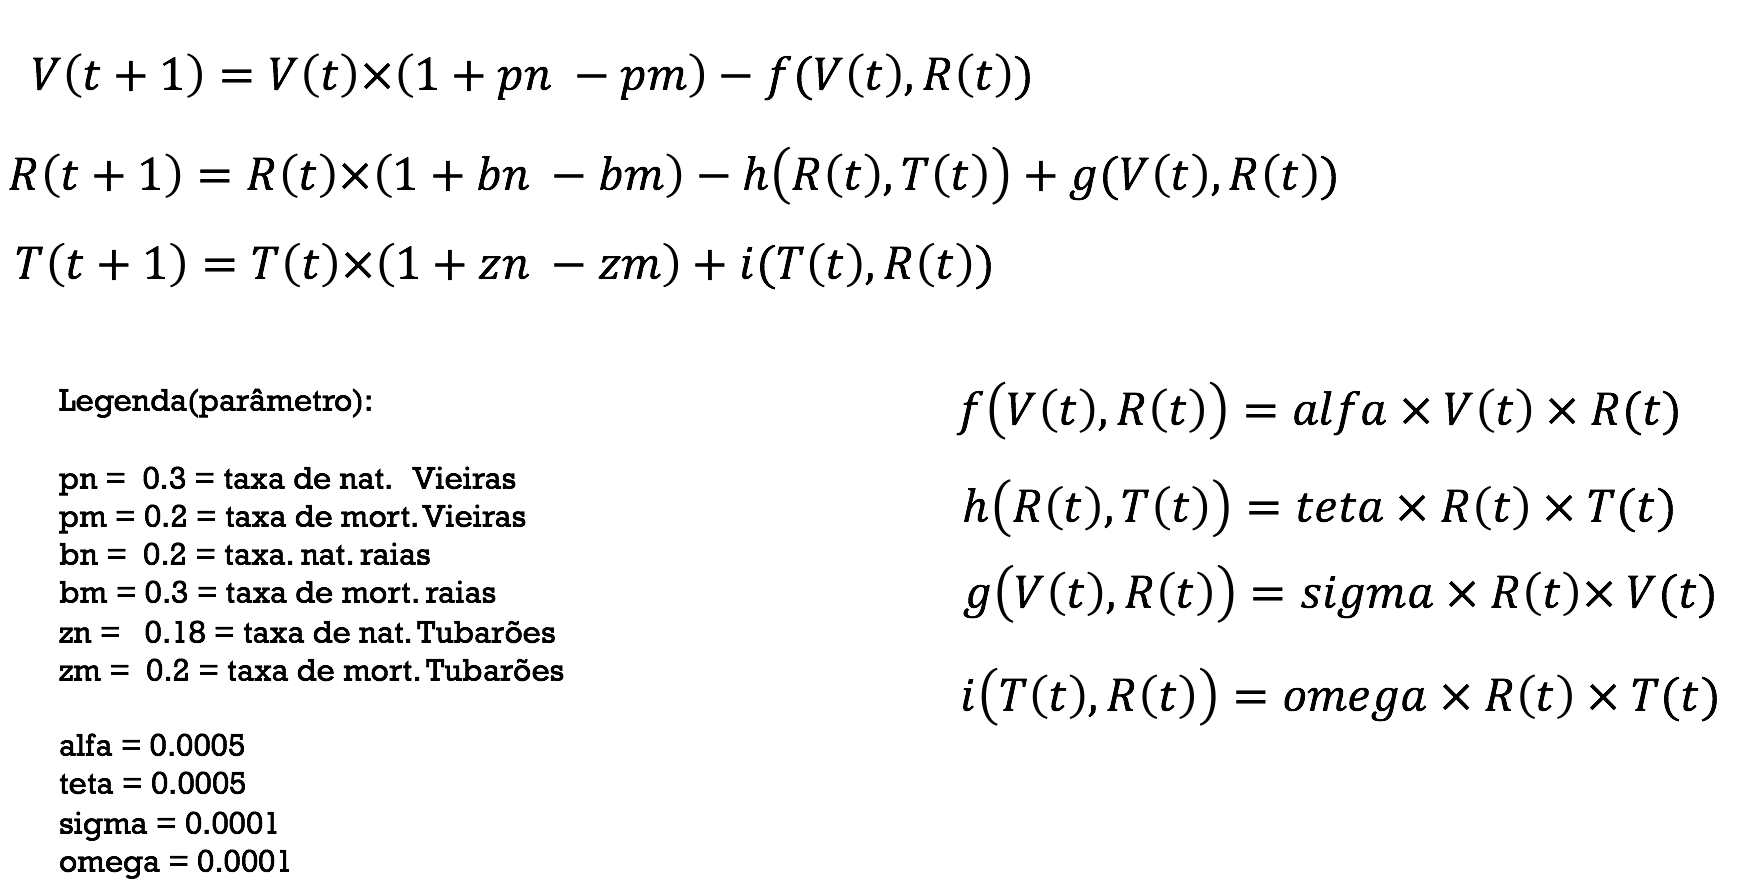 V(t + 1) = V(t)×(1 + pn − pm) − f(V(t), R(t))
R(t + 1) = R(t)×(1 + bn − bm) − h(R(t), T(t)) + g(V(t), R(t))
T(t + 1) = T(t)×(1 + zn − zm) + i(T(t), R(t))
Legenda(parâmetro):
pn = 0.3 = taxa de nat. Vieiras
pm = 0.2 = taxa de mort. Vieiras
bn = 0.2 = taxa. nat. raias
bm = 0.3 = taxa de mort. raias
zn = 0.18 = taxa de nat. Tubarões
zm = 0.2 = taxa de mort. Tubarões
alfa = 0.0005
teta = 0.0005
sigma = 0.0001
omega = 0.0001
f(V(t), R(t)) = alfa × V(t) × R(t)
h(R(t), T(t)) = teta × R(t) × T(t)
g(V(t), R(t)) = sigma × R(t)× V(t)
i(T(t), R(t)) = omega × R(t) × T(t)